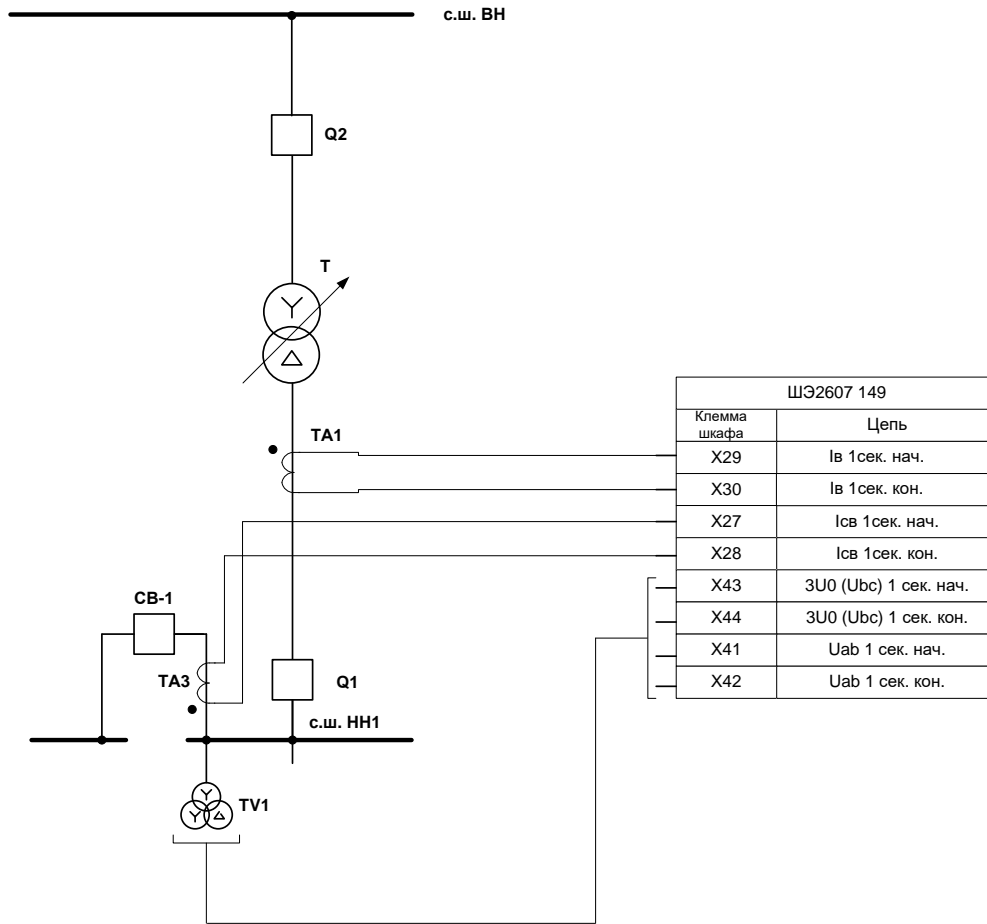 с.ш. ВН
Q2
T
TA1
СВ-1
TA3
Q1
с.ш. НН1
TV1
ШЭ2607 149
Клемма шкафа
Цепь
X29
Iв 1сек. нач.
X30
Iв 1сек. кон.
X27
Iсв 1сек. нач.
X28
Iсв 1сек. кон.
X43
3U0 (Ubc) 1 сек. нач.
X44
3U0 (Ubc) 1 сек. кон.
X41
Uab 1 сек. нач.
X42
Uab 1 сек. кон.